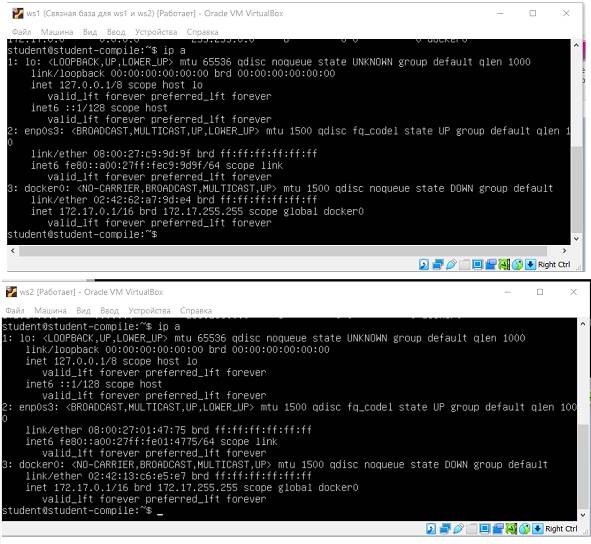 ws1 (Связная база для ws1 и ws2) [Работает] - Oracle VM VirtualBox
Файл Машина Вид Ввод Устройства Справка
student@student-compile:~$ ip a
1: lo: <LOOPBACK,UP,LOWER_UP> mtu 65536 qdisc noqueue state UNKNOWN group default qlen 1000
link/loopback 00:00:00:00:00:00 brd 00:00:00:00:00:00
inet 127.0.0.1/8 scope host lo
valid_lft forever preferred_lft forever
inet6 ::1/128 scope host
valid_lft forever preferred_lft forever
2: enp0s3: <BROADCAST,MULTICAST,UP,LOWER_UP> mtu 1500 qdisc fq_codel state UP group default qlen 1
0
link/ether 08:00:27:c9:9d:9f brd ff:ff:ff:ff:ff:ff
inet6 fe80::a00:27ff:fec9:9d9f/64 scope link
valid_lft forever preferred_lft forever
3: docker0: <NO-CARRIER,BROADCAST,MULTICAST,UP> mtu 1500 qdisc noqueue state DOWN group default
link/ether 02:42:62:a7:9d:e4 brd ff:ff:ff:ff:ff:ff
inet 172.17.0.1/16 brd 172.17.255.255 scope global docker0
valid_lft forever preferred_lft forever
student@student-compile:~$
Right Ctrl
ws2 [Работает] - Oracle VM VirtualBox
Файл Машина Вид Ввод Устройства Справка
student@student-compile:~$ ip a
1: lo: <LOOPBACK,UP,LOWER_UP> mtu 65536 qdisc noqueue state UNKNOWN group default qlen 1000
link/loopback 00:00:00:00:00:00 brd 00:00:00:00:00:00
inet 127.0.0.1/8 scope host lo
valid_lft forever preferred_lft forever
inet6 ::1/128 scope host
valid_lft forever preferred_lft forever
2: enp0s3: <BROADCAST,MULTICAST,UP,LOWER_UP> mtu 1500 qdisc fq_codel state UP group default qlen 100
0
link/ether 08:00:27:01:47:75 brd ff:ff:ff:ff:ff:ff
inet6 fe80::a00:27ff:fe01:4775/64 scope link
valid_lft forever preferred_lft forever
3: docker0: <NO-CARRIER,BROADCAST,MULTICAST,UP> mtu 1500 qdisc noqueue state DOWN group default
link/ether 02:42:13:c6:e5:e7 brd ff:ff:ff:ff:ff:ff
inet 172.17.0.1/16 brd 172.17.255.255 scope global docker0
valid_lft forever preferred_lft forever
student@student-compile:~$ _
Right Ctrl